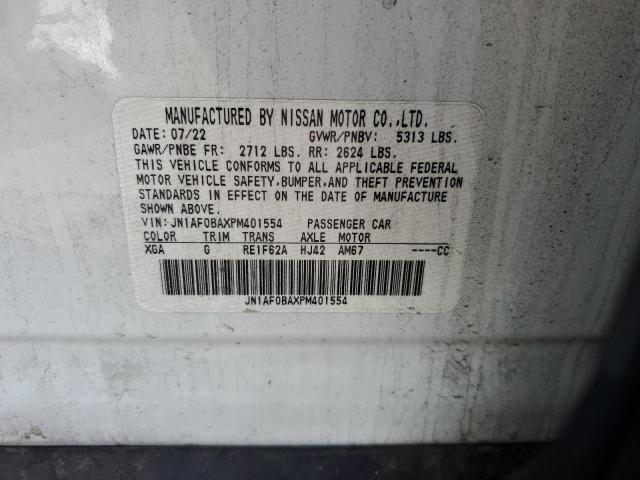 MANUFACTURED BY NISSAN MOTOR CO.,LTD.
DATE: 07/22 GVWR/PNBV: 5313 LBS.
GAWR/PNBE FR: 2712 LBS. RR: 2624 LBS.
THIS VEHICLE CONFORMS TO ALL APPLICABLE FEDERAL
MOTOR VEHICLE SAFETY,BUMPER,AND THEFT PREVENTION
STANDARDS IN EFFECT ON THE DATE OF MANUFACTURE
SHOWN ABOVE.
VIN: JN1AF0BAXPM401554 PASSENGER CAR
COLOR TRIM TRANS AXLE MOTOR
XGA G RE1F62A HJ42 AM67 ----CC
JN1AF0BAXPM401554